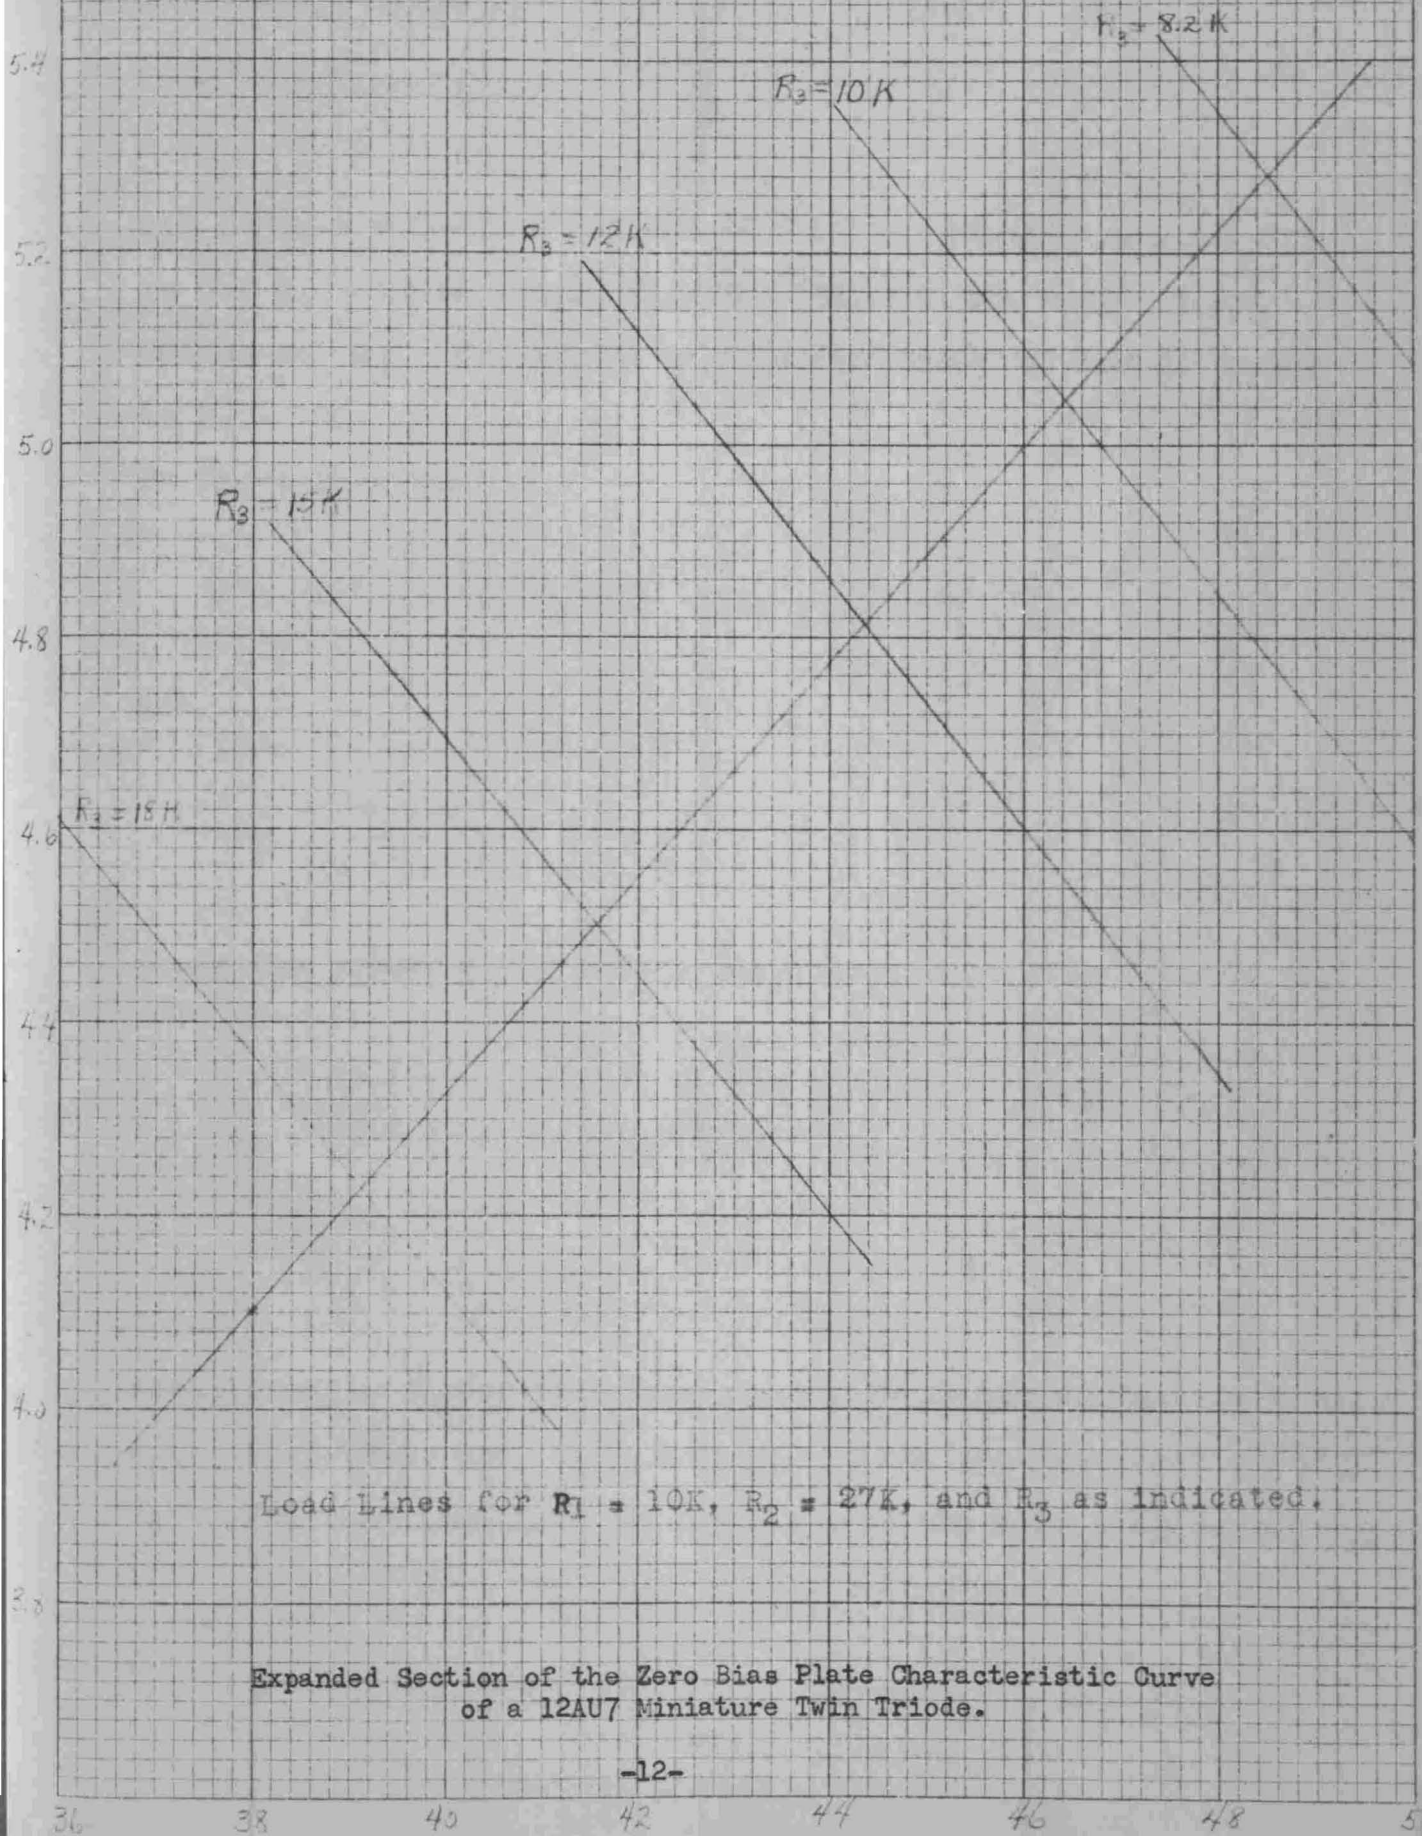 R3 = 8.2 K
5.4
R3 = 10 K
5.2
R3 = 12 K
5.0
R3 = 15 K
4.8
R3 = 18 K
4.6
4.4
4.2
4.0
Load Lines for R1 = 10K, R2 = 27K, and R3 as indicated.
3.8
Expanded Section of the Zero Bias Plate Characteristic Curve
of a 12AU7 Miniature Twin Triode.
-12-
36 38 40 42 44 46 48 5